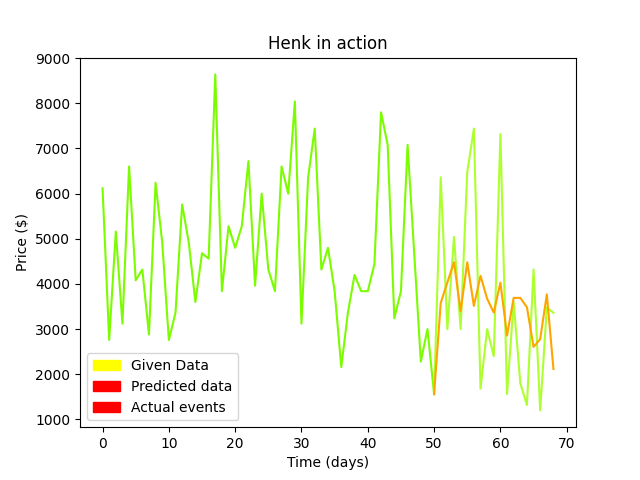 Henk in action
Price ($)
9000
8000
7000
6000
5000
4000
3000
2000
1000
Given Data
Predicted data
Actual events
0 10 20 30 40 50 60 70
Time (days)